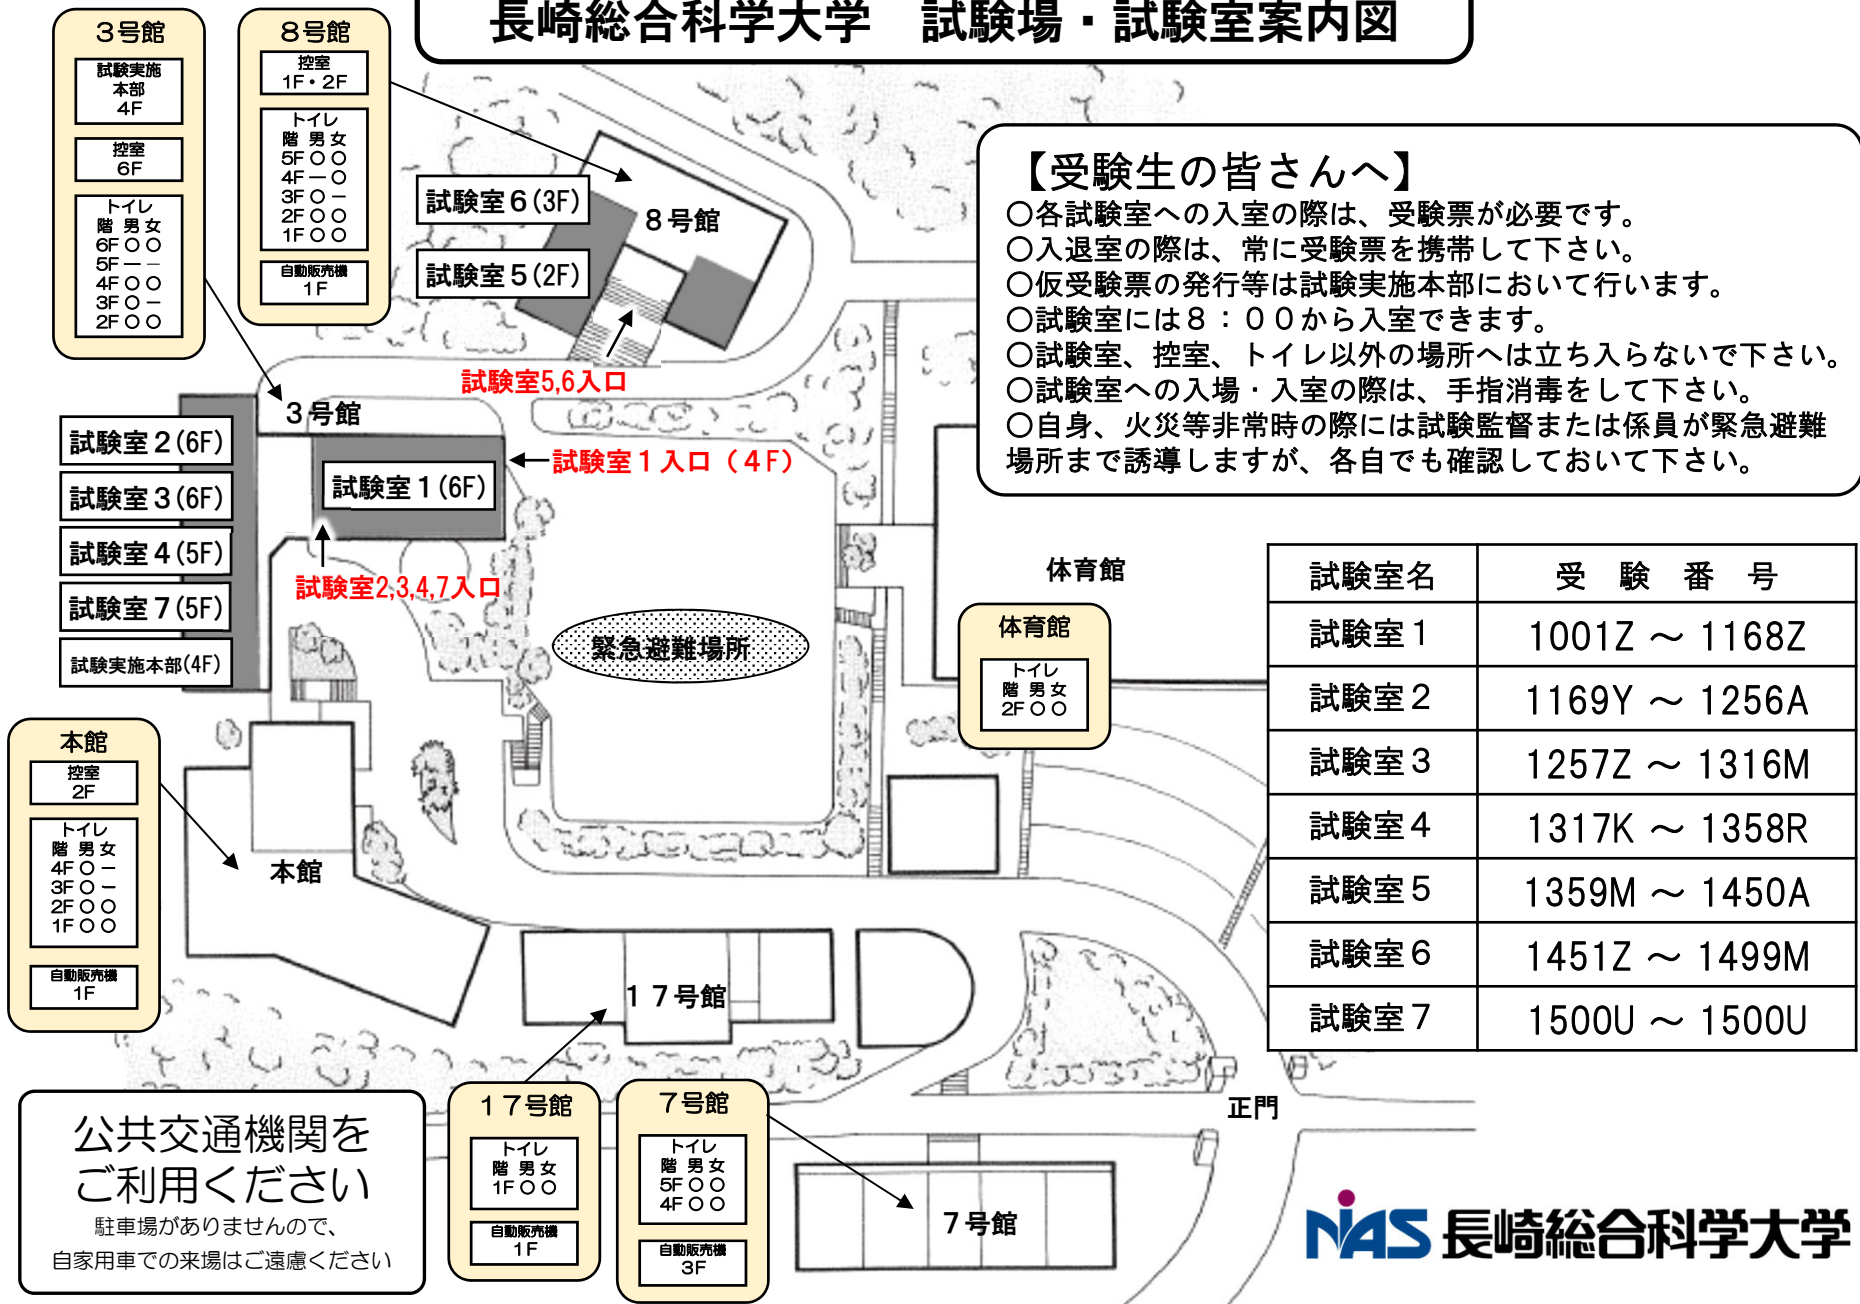 長崎総合科学大学 試験場・試験室案内図
3号館
試験実施
本部
4F
控室
6F
トイレ
階 男 女
6F〇〇
5F－－
4F〇〇
3F〇－
2F〇〇
8号館
控室
1F・2F
トイレ
階 男 女
5F〇〇
4F－〇
3F〇－
2F〇〇
1F〇〇
自動販売機
1F
試験室6(3F)
試験室5(2F)
8号館
試験室5,6入口
【受験生の皆さんへ】
〇各試験室への入室の際は、受験票が必要です。
〇入退室の際は、常に受験票を携帯して下さい。
〇仮受験票の発行等は試験実施本部において行います。
〇試験室には8：00から入室できます。
〇試験室、控室、トイレ以外の場所へは立ち入らないで下さい。
〇試験室への入場・入室の際は、手指消毒をして下さい。
〇自身、火災等非常時の際には試験監督または係員が緊急避難
場所まで誘導しますが、各自でも確認しておいて下さい。
3号館
試験室2(6F)
試験室3(6F)
試験室4(5F)
試験室7(5F)
試験実施本部(4F)
試験室1(6F)
試験室1入口（4F）
試験室2,3,4,7入口
緊急避難場所
体育館
体育館
トイレ
階 男 女
2F〇〇
試験室名 受 験 番 号
試験室1 1001Z ～ 1168Z
試験室2 1169Y ～ 1256A
試験室3 1257Z ～ 1316M
試験室4 1317K ～ 1358R
試験室5 1359M ～ 1450A
試験室6 1451Z ～ 1499M
試験室7 1500U ～ 1500U
本館
控室
2F
トイレ
階 男 女
4F〇－
3F〇－
2F〇〇
1F〇〇
自動販売機
1F
本館
17号館
17号館
トイレ
階 男 女
1F〇〇
自動販売機
1F
7号館
トイレ
階 男 女
5F〇〇
4F〇〇
自動販売機
3F
7号館
正門
公共交通機関を
ご利用ください
駐車場がありませんので、
自家用車での来場はご遠慮ください
NiAS 長崎総合科学大学